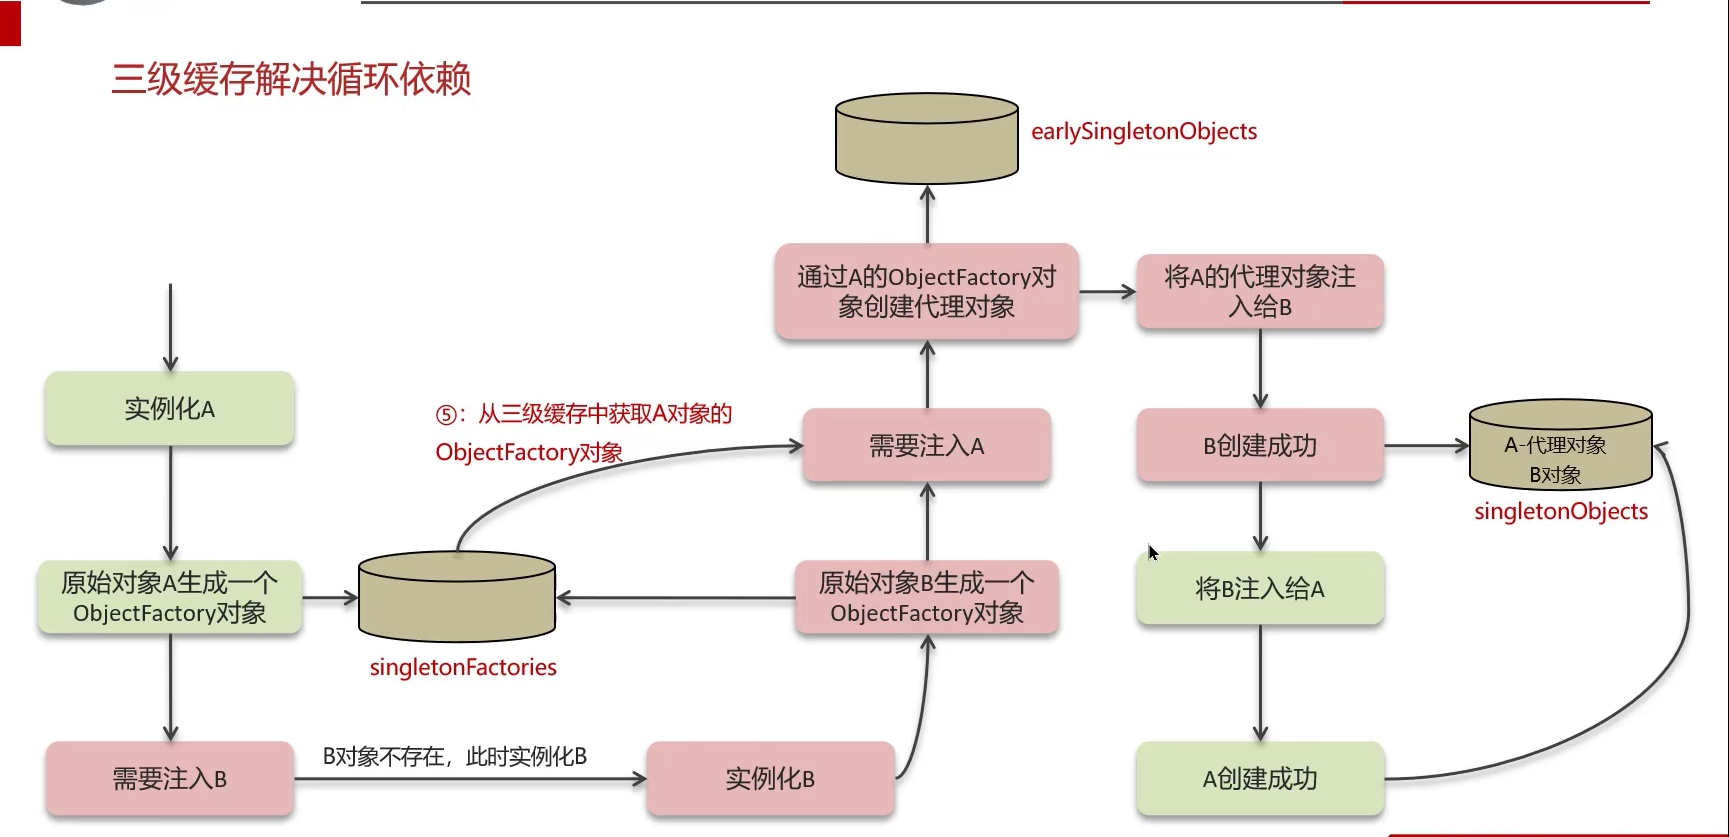 三级缓存解决循环依赖
earlySingletonObjects
通过A的ObjectFactory对
象创建代理对象
将A的代理对象注
入给B
实例化A
⑤：从三级缓存中获取A对象的
ObjectFactory对象
需要注入A
B创建成功
A-代理对象
B对象
singletonObjects
原始对象A生成一个
ObjectFactory对象
singletonFactories
原始对象B生成一个
ObjectFactory对象
将B注入给A
需要注入B
B对象不存在，此时实例化B
实例化B
A创建成功